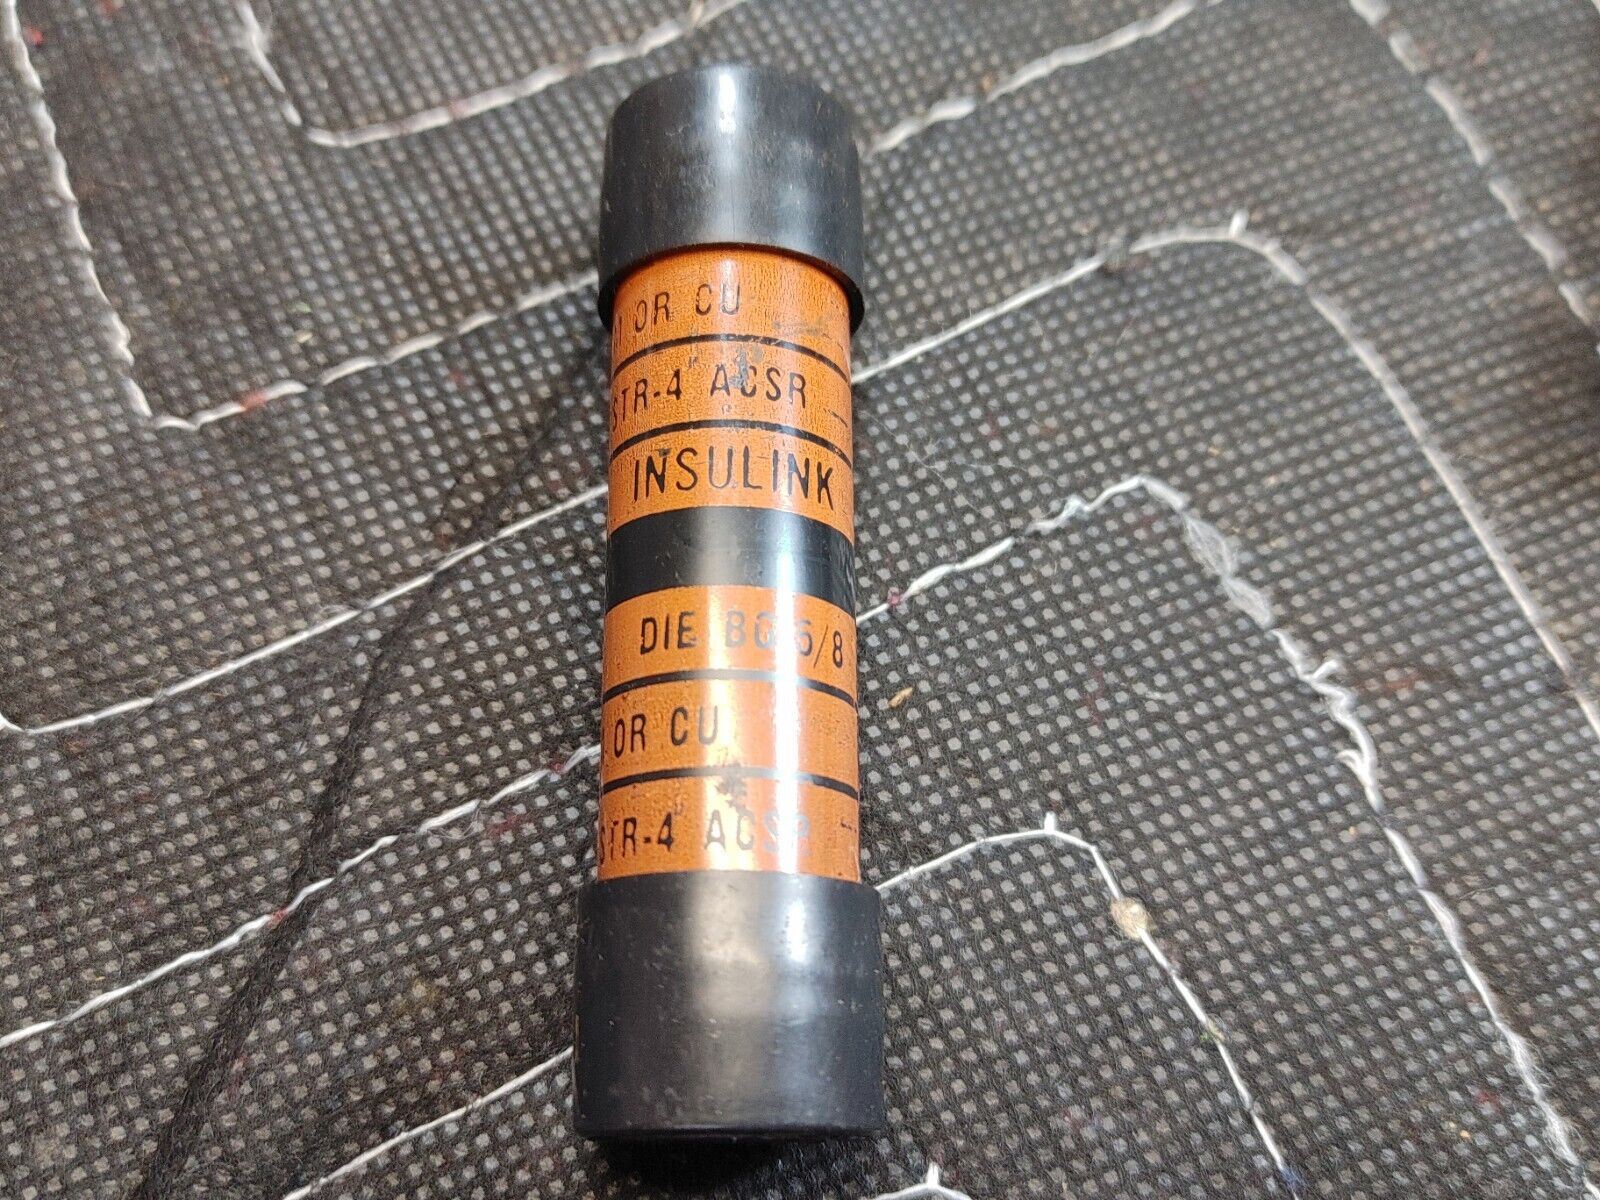 OR CU
STR-4 ACSR
INSULINK
DIE BG 5/8
OR CU
STR-4 ACSR